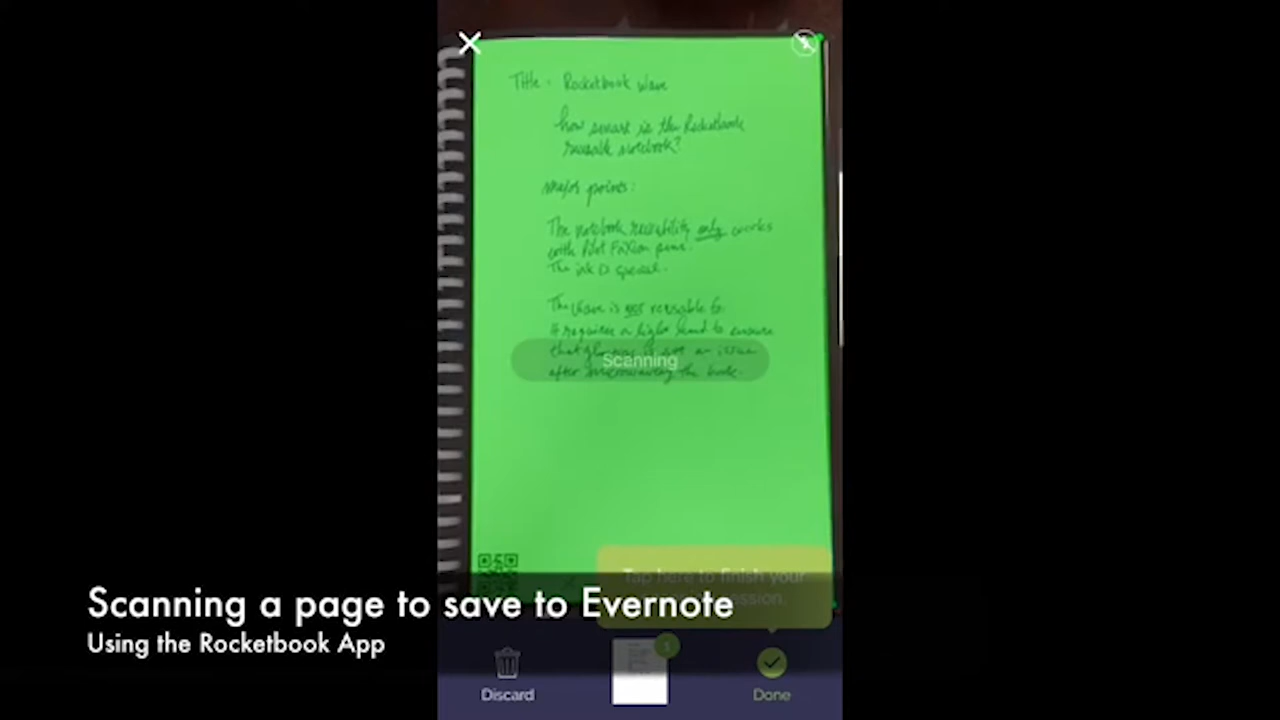 Title - Rocketbook Wave
how smart is the Rocketbook
reusable notebook?
Major points:
The notebook reusability only works
with Pilot Frixion pens.
The ink is special.
The Wave is not reusable to
it requires a light hand to ensure
that is not an issue
after microwaving the book.
Scanning
Tap here to finish your
Scanning a page to save to Evernote
Using the Rocketbook App
1
Discard
Done